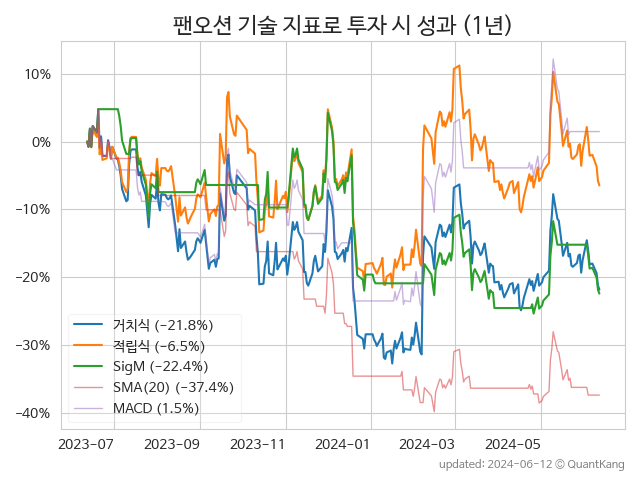 팬오션 기술 지표로 투자 시 성과 (1년)
10%
0%
−10%
−20%
−30%
−40%
거치식 (−21.8%)
적립식 (−6.5%)
SigM (−22.4%)
SMA(20) (−37.4%)
MACD (1.5%)
2023−07 2023−09 2023−11 2024−01 2024−03 2024−05
updated: 2024−06−12 © QuantKang